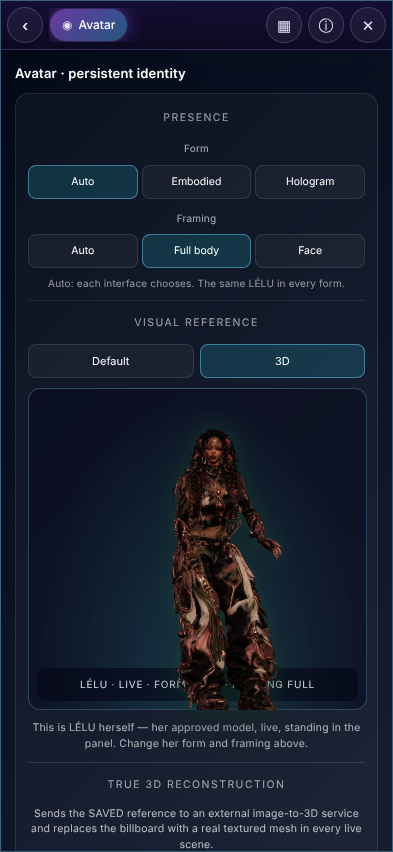 Avatar
Avatar · persistent identity
PRESENCE
Form
Auto Embodied Hologram
Framing
Auto Full body Face
Auto: each interface chooses. The same LÉLU in every form.
VISUAL REFERENCE
Default 3D
LÉLU · LIVE · FORM NG FULL
This is LÉLU herself — her approved model, live, standing in the
panel. Change her form and framing above.
TRUE 3D RECONSTRUCTION
Sends the SAVED reference to an external image-to-3D service
and replaces the billboard with a real textured mesh in every live
scene.